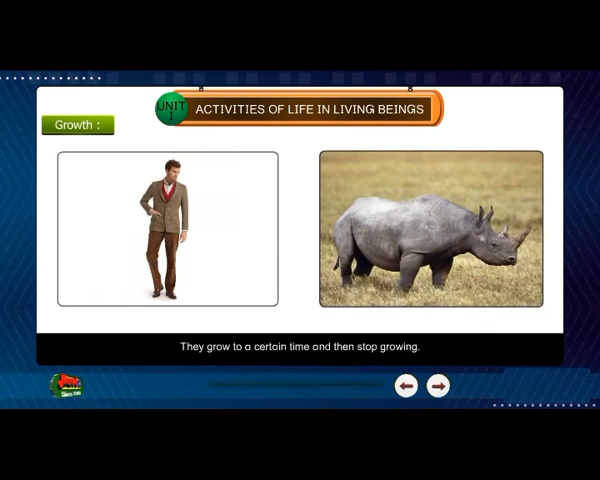 UNIT
I
ACTIVITIES OF LIFE IN LIVING BEINGS
Growth :
They grow to a certain time and then stop growing.